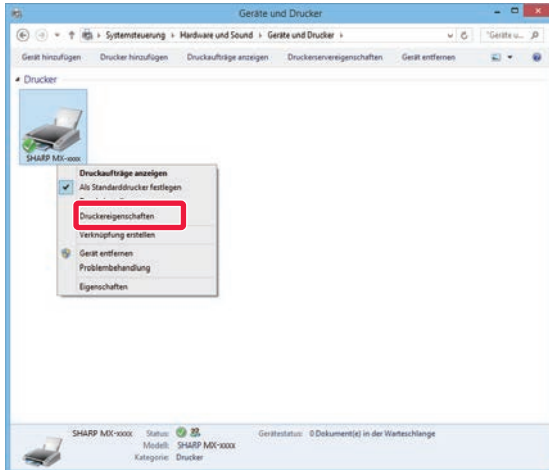 Geräte und Drucker
Systemsteuerung Hardware und Sound Geräte und Drucker
"Geräte u...
Gerät hinzufügen Drucker hinzufügen Druckaufträge anzeigen Druckerservereigenschaften Gerät entfernen
Drucker
SHARP MX-xxxx
Druckaufträge anzeigen
Als Standarddrucker festlegen
Druckereigenschaften
Verknüpfung erstellen
Gerät entfernen
Problembehandlung
Eigenschaften
SHARP MX-xxxx Status: Gerätestatus: 0 Dokument(e) in der Warteschlange
Modell: SHARP MX-xxxx
Kategorie: Drucker